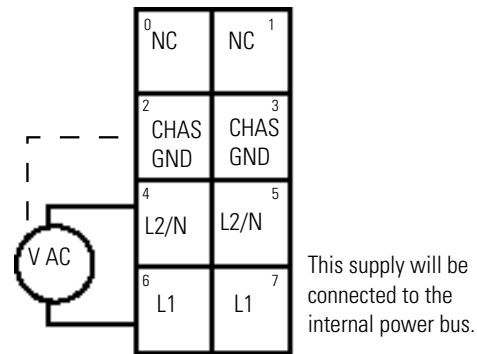 0 NC NC 1
2 3
CHAS CHAS
GND GND
4 5
L2/N L2/N
V AC
6 7
L1 L1
This supply will be
connected to the
internal power bus.